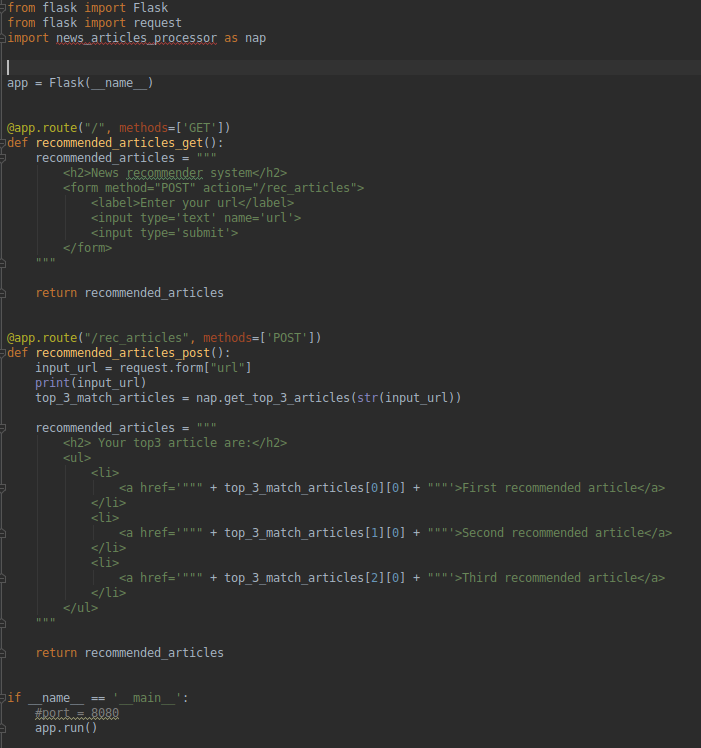 from flask import Flask
from flask import request
import news_articles_processor as nap
app = Flask(__name__)
@app.route("/", methods=['GET'])
def recommended_articles_get():
recommended_articles = """
<h2>News recommender system</h2>
<form method="POST" action="/rec_articles">
<label>Enter your url</label>
<input type='text' name='url'>
<input type='submit'>
</form>
"""
return recommended_articles
@app.route("/rec_articles", methods=['POST'])
def recommended_articles_post():
input_url = request.form["url"]
print(input_url)
top_3_match_articles = nap.get_top_3_articles(str(input_url))
recommended_articles = """
<h2> Your top3 article are:</h2>
<ul>
<li>
<a href='""" + top_3_match_articles[0][0] + """'>First recommended article</a>
</li>
<li>
<a href='""" + top_3_match_articles[1][0] + """'>Second recommended article</a>
</li>
<li>
<a href='""" + top_3_match_articles[2][0] + """'>Third recommended article</a>
</li>
</ul>
"""
return recommended_articles
if __name__ == '__main__':
#port = 8080
app.run()